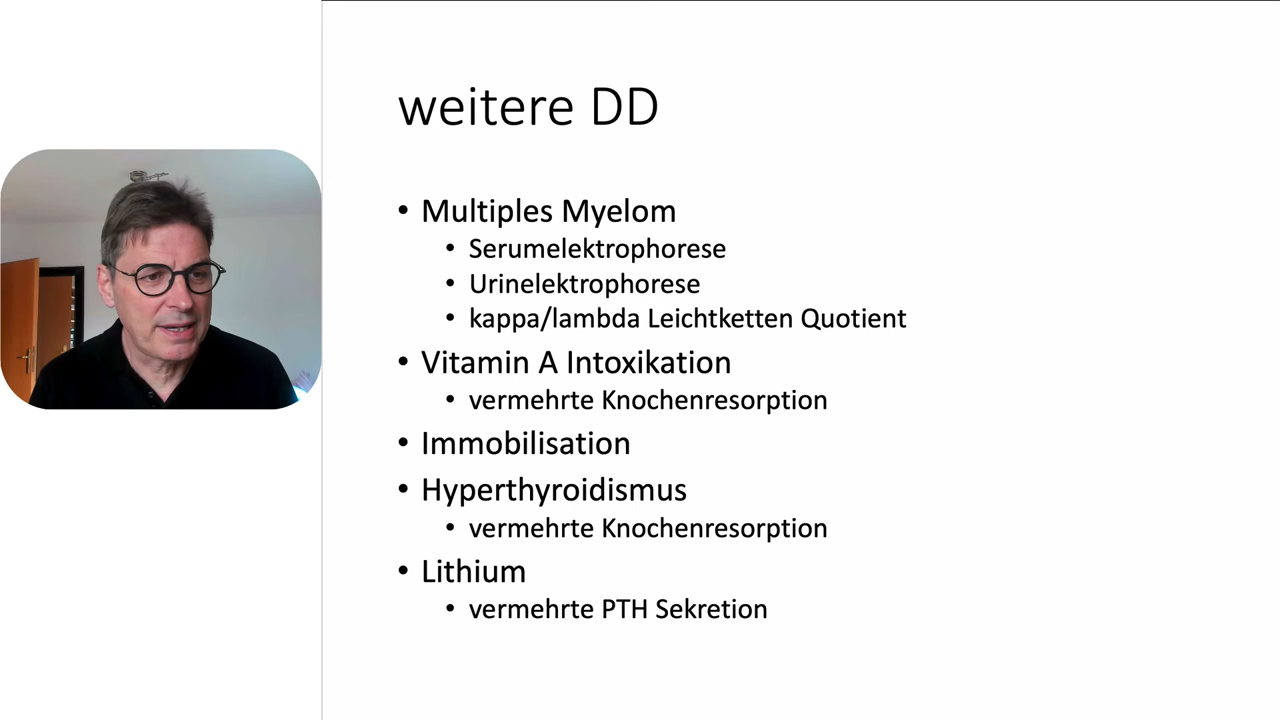 weitere DD
• Multiples Myelom
• Serumelektrophorese
• Urinelektrophorese
• kappa/lambda Leichtketten Quotient
• Vitamin A Intoxikation
• vermehrte Knochenresorption
• Immobilisation
• Hyperthyroidismus
• vermehrte Knochenresorption
• Lithium
• vermehrte PTH Sekretion